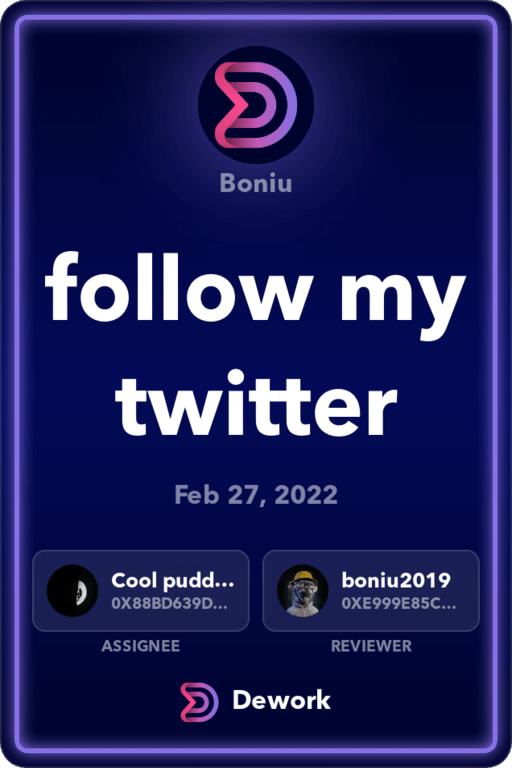 Boniu
follow my
twitter
Feb 27, 2022
Cool pudd...
0X88BD639D...
ASSIGNEE
boniu2019
0XE999E85C...
REVIEWER
Dework